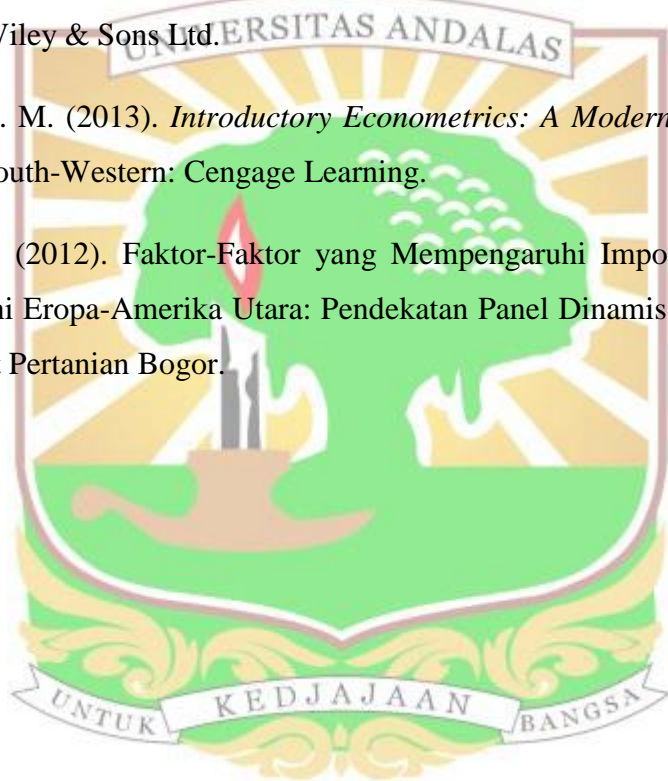 Wiley & Sons Ltd.
UNIVERSITAS ANDALAS
. M. (2013). Introductory Econometrics: A Modern
outh-Western: Cengage Learning.
(2012). Faktor-Faktor yang Mempengaruhi Impo
ni Eropa-Amerika Utara: Pendekatan Panel Dinamis
Pertanian Bogor.
UNTUK KEDJAJAAN BANGSA